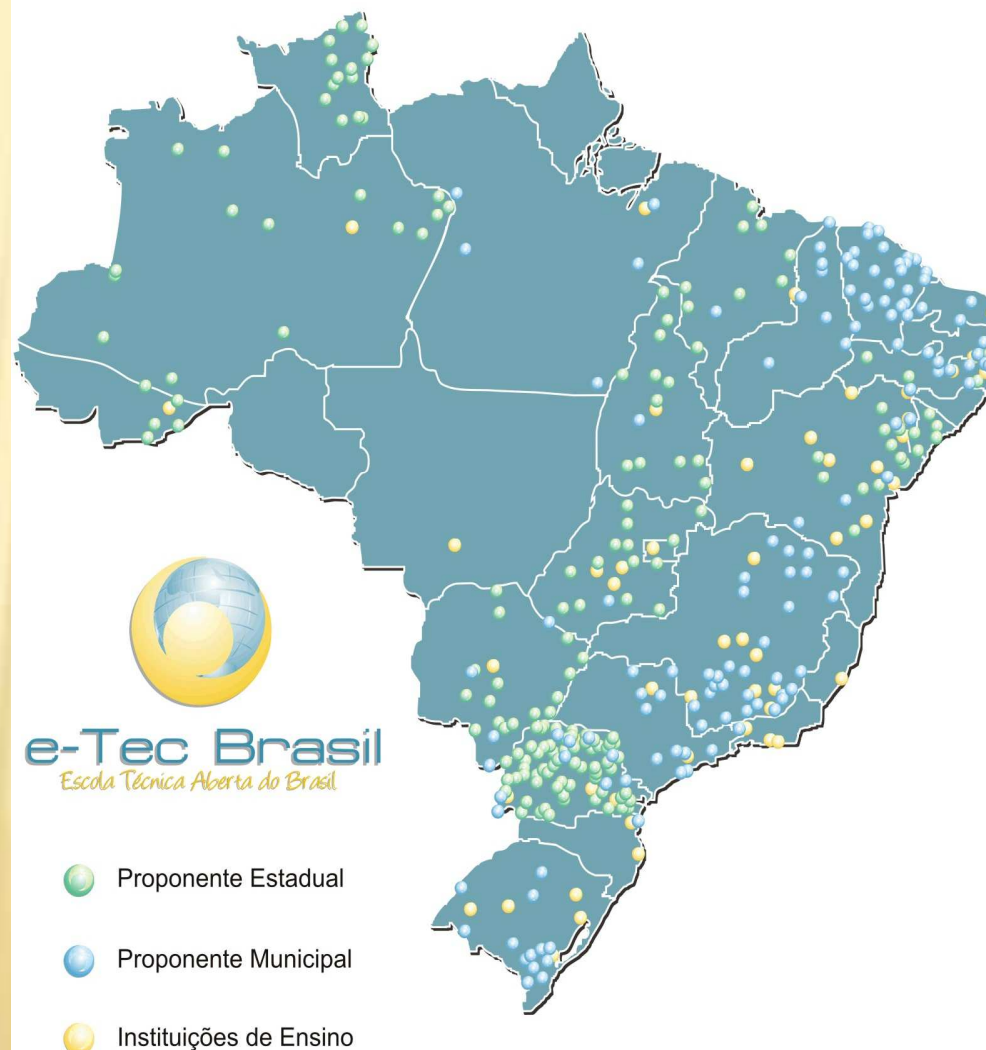 e-Tec Brasil
Escola Técnica Aberta do Brasil
Proponente Estadual
Proponente Municipal
Instituições de Ensino